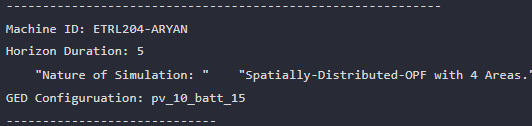 -------------------------------------------------------------
Machine ID: ETRL204-ARYAN
Horizon Duration: 5
"Nature of Simulation: " "Spatially-Distributed-OPF with 4 Areas."
GED Configuruation: pv_10_batt_15
-----------------------------